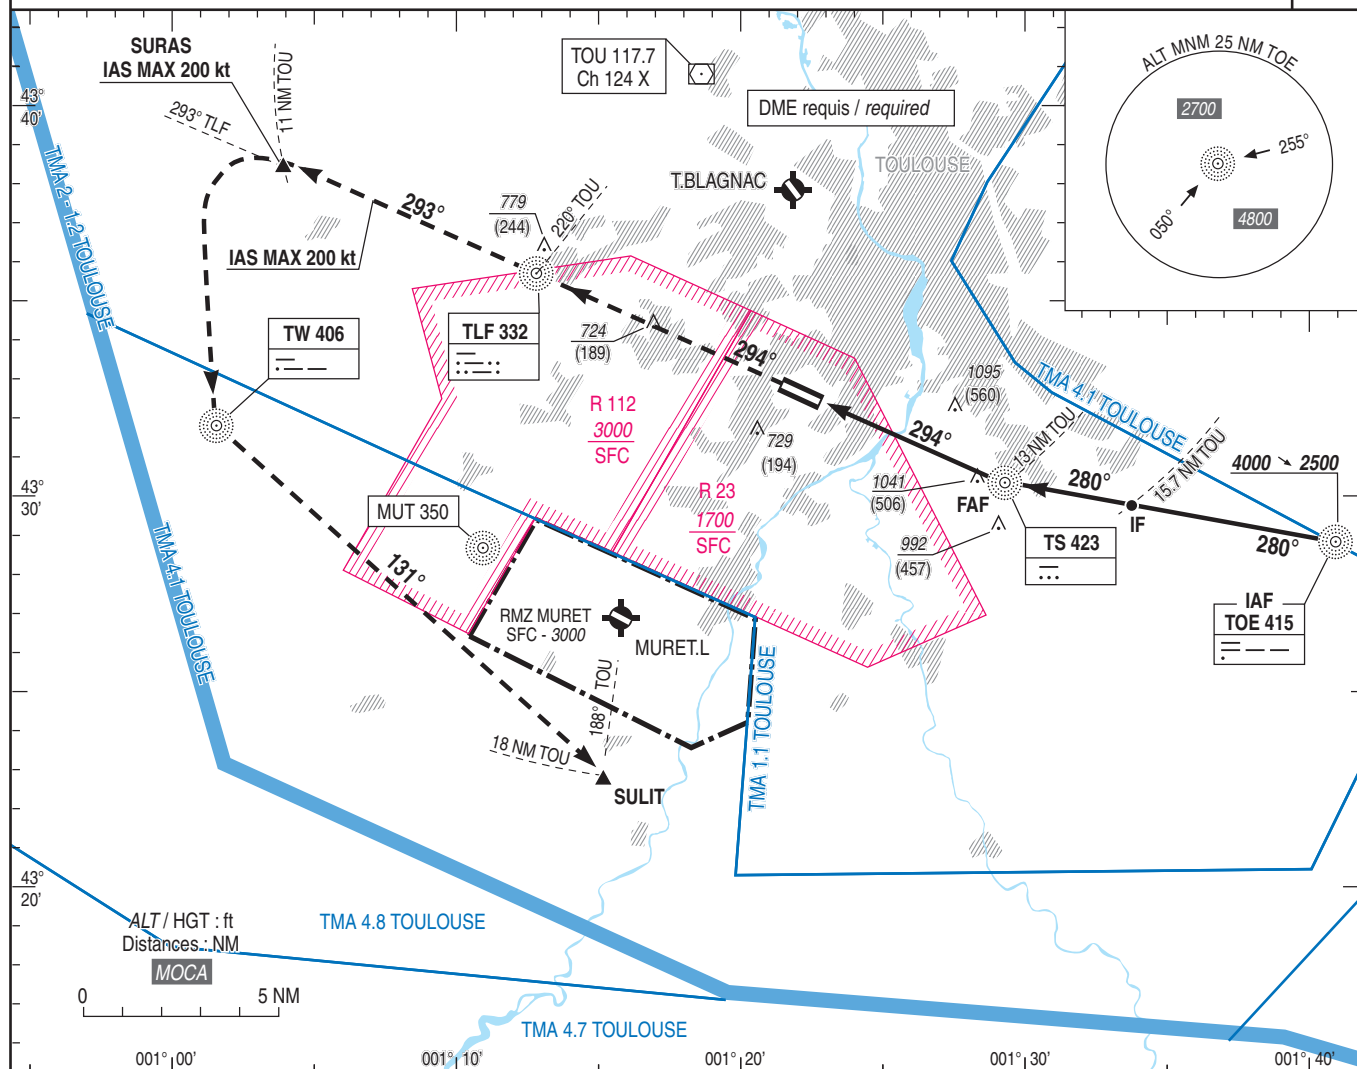 SURAS
IAS MAX 200 kt
11 NM TOU
293° TLF
TOU 117.7
Ch 124 X
DME requis / required
ALT MNM 25 NM TOE
2700
255°
4800
050°
43°
40'
TMA 2 - 1.2 TOULOUSE
TOULOUSE
T.BLAGNAC
293°
779
(244)
220° TOU
IAS MAX 200 kt
TW 406
TLF 332
724
(189)
294°
TMA 4.1 TOULOUSE
1095
(560)
R 112
3000
SFC
729
(194)
294°
13 NM TOU
15.7 NM TOU
4000 ↘ 2500
280°
1041
(506)
FAF
IF
280°
43°
30'
R 23
1700
SFC
MUT 350
992
(457)
TS 423
IAF
TOE 415
TMA 4.1 TOULOUSE
131°
RMZ MURET
SFC - 3000
MURET.L
188° TOU
18 NM TOU
SULIT
TMA 1.1 TOULOUSE
43°
20'
ALT / HGT : ft
Distances : NM
MOCA
0 5 NM
TMA 4.8 TOULOUSE
TMA 4.7 TOULOUSE
001° 00'
001° 10'
001° 20'
001° 30'
001° 40'